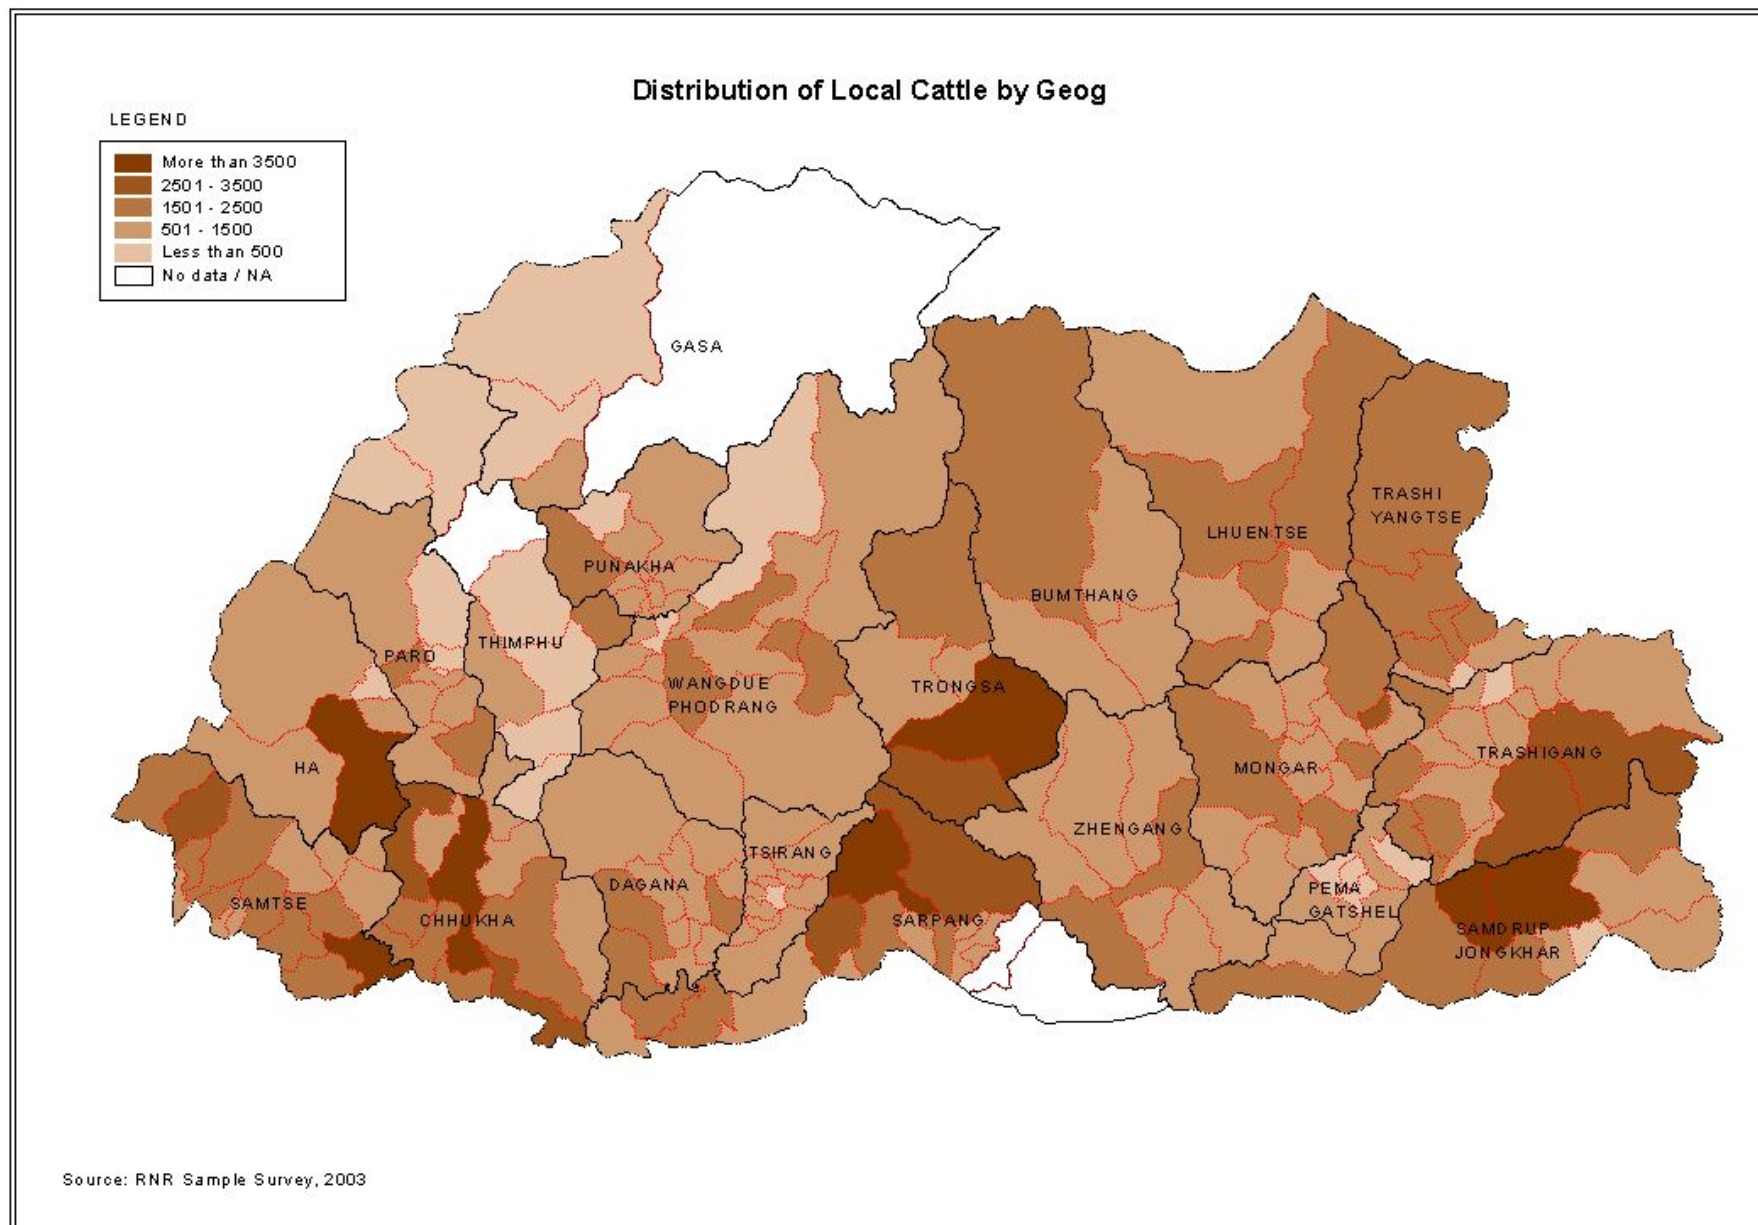 Distribution of Local Cattle by Geog
LEGEND
More than 3500
2501 - 3500
1501 - 2500
501 - 1500
Less than 500
No data / NA
GASA
TRASHI
YANGTSE
LHUENTSE
PUNAKHA
BUMTHANG
THIMPHU
PARO
WANGDUE
PHODRANG
TRONGSA
HA
MONGAR
TRASHIGANG
ZHENGANG
TSIRANG
DAGANA
PEMA
GATSHEL
SAMTSE
CHHUKHA
SARPANG
SAMDRUP
JONGKHAR
Source: RNR Sample Survey, 2003